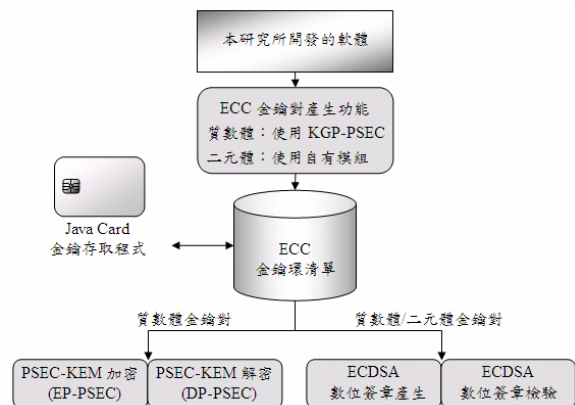 本研究所開發的軟體
ECC 金鑰對產生功能
質數體：使用 KGP-PSEC
二元體：使用自有模組
Java Card
金鑰存取程式
ECC
金鑰環清單
質數體金鑰對
質數體/二元體金鑰對
PSEC-KEM 加密
(EP-PSEC)
PSEC-KEM 解密
(DP-PSEC)
ECDSA
數位簽章產生
ECDSA
數位簽章檢驗